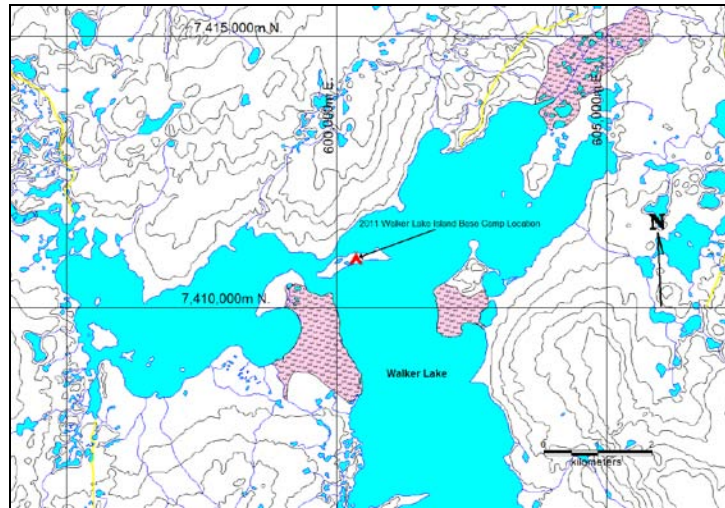 7,415,000m N.
600,000m E.
605,000m E.
2011 Walker Lake Island Base Camp Location
N
7,410,000m N.
Walker Lake
0 2
kilometers